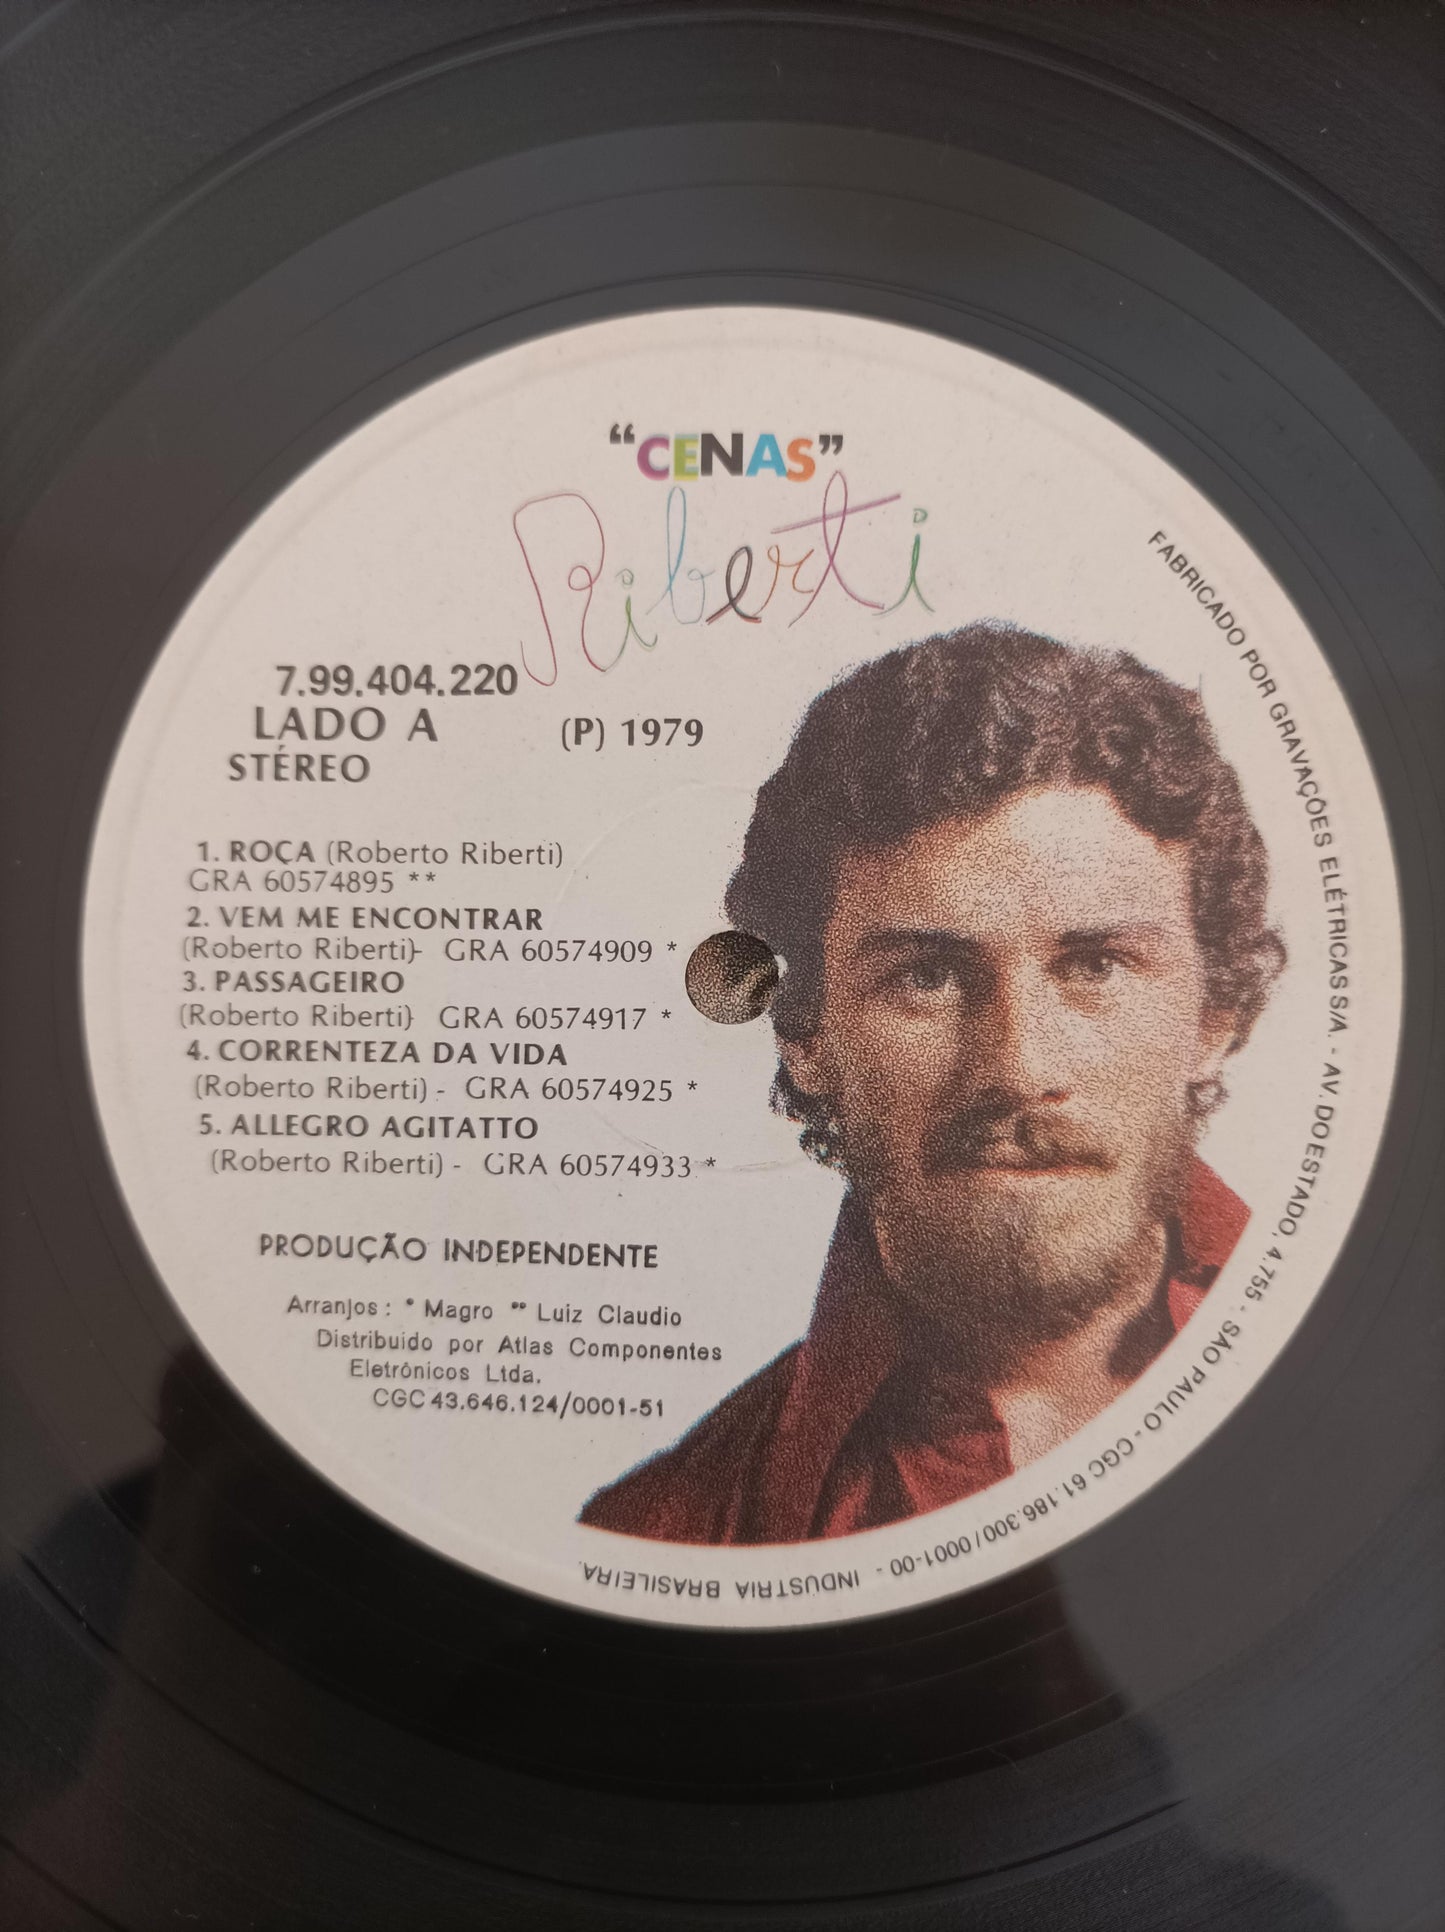 “CENAS”
Riberti
7.99.404.220
LADO A (P) 1979
STÉREO
1. ROÇA (Roberto Riberti)
GRA 60574895 **
2. VEM ME ENCONTRAR
(Roberto Riberti)- GRA 60574909 *
3. PASSAGEIRO
(Roberto Riberti) GRA 60574917 *
4. CORRENTEZA DA VIDA
(Roberto Riberti) - GRA 60574925 *
5. ALLEGRO AGITATTO
(Roberto Riberti) - GRA 60574933 *
PRODUÇÃO INDEPENDENTE
Arranjos : * Magro ** Luiz Claudio
Distribuido por Atlas Componentes
Eletrônicos Ltda.
CGC 43.646.124/0001-51
FABRICADO POR GRAVAÇÕES ELÉTRICAS S/A. - AV. DO ESTADO, 4.755 - SÃO PAULO - CGC 61.186.300/0001-00 - INDÚSTRIA BRASILEIRA.